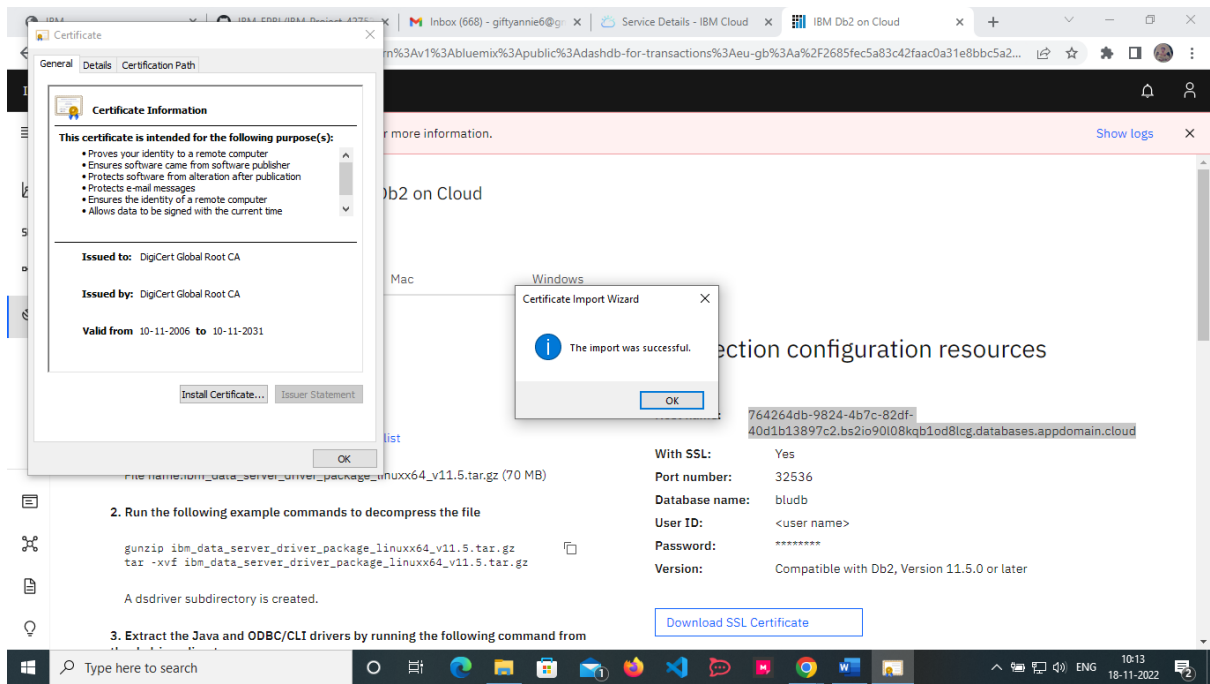 Inbox (668) - giftyannie6@g
Service Details - IBM Cloud
IBM Db2 on Cloud
Certificate
rn%3Av1%3Abluemix%3Apublic%3Adashdb-for-transactions%3Aeu-gb%3Aa%2F2685fec5a83c42faac0a31e8bbc5a2...
General Details Certification Path
Certificate Information
This certificate is intended for the following purpose(s):
• Proves your identity to a remote computer
• Ensures software came from software publisher
• Protects software from alteration after publication
• Protects e-mail messages
• Ensures the identity of a remote computer
• Allows data to be signed with the current time
Issued to: DigiCert Global Root CA
Issued by: DigiCert Global Root CA
Valid from 10-11-2006 to 10-11-2031
Install Certificate... Issuer Statement
OK
r more information.
Show logs
Db2 on Cloud
Mac Windows
Certificate Import Wizard
The import was successful.
OK
ection configuration resources
764264db-9824-4b7c-82df-
40d1b13897c2.bs2io90l08kqb1od8lcg.databases.appdomain.cloud
With SSL: Yes
Port number: 32536
Database name: bludb
User ID: <user name>
Password: ********
Version: Compatible with Db2, Version 11.5.0 or later
Download SSL Certificate
list
File name:ibm_data_server_driver_package_linuxx64_v11.5.tar.gz (70 MB)
2. Run the following example commands to decompress the file
gunzip ibm_data_server_driver_package_linuxx64_v11.5.tar.gz
tar -xvf ibm_data_server_driver_package_linuxx64_v11.5.tar.gz
A dsdriver subdirectory is created.
3. Extract the Java and ODBC/CLI drivers by running the following command from
Type here to search
ENG
10:13
18-11-2022